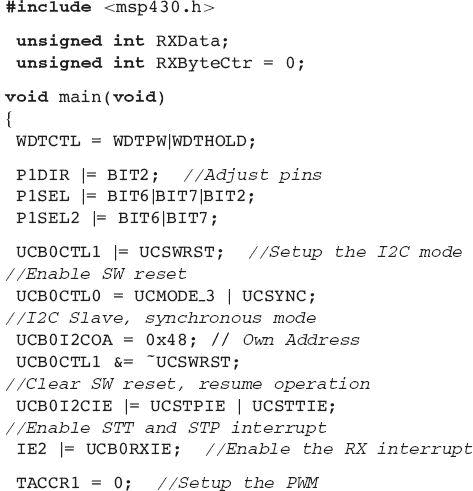 #include <msp430.h>
unsigned int RXData;
unsigned int RXByteCtr = 0;
void main(void)
{
WDTCTL = WDTPW|WDTHOLD;
P1DIR |= BIT2; //Adjust pins
P1SEL |= BIT6|BIT7|BIT2;
P1SEL2 |= BIT6|BIT7;
UCB0CTL1 |= UCSWRST; //Setup the I2C mode
//Enable SW reset
UCB0CTL0 = UCMODE_3 | UCSYNC;
//I2C Slave, synchronous mode
UCB0I2COA = 0x48; // Own Address
UCB0CTL1 &= ~UCSWRST;
//Clear SW reset, resume operation
UCB0I2CIE |= UCSTPIE | UCSTTIE;
//Enable STT and STP interrupt
IE2 |= UCB0RXIE; //Enable the RX interrupt
TACCR1 = 0; //Setup the PWM